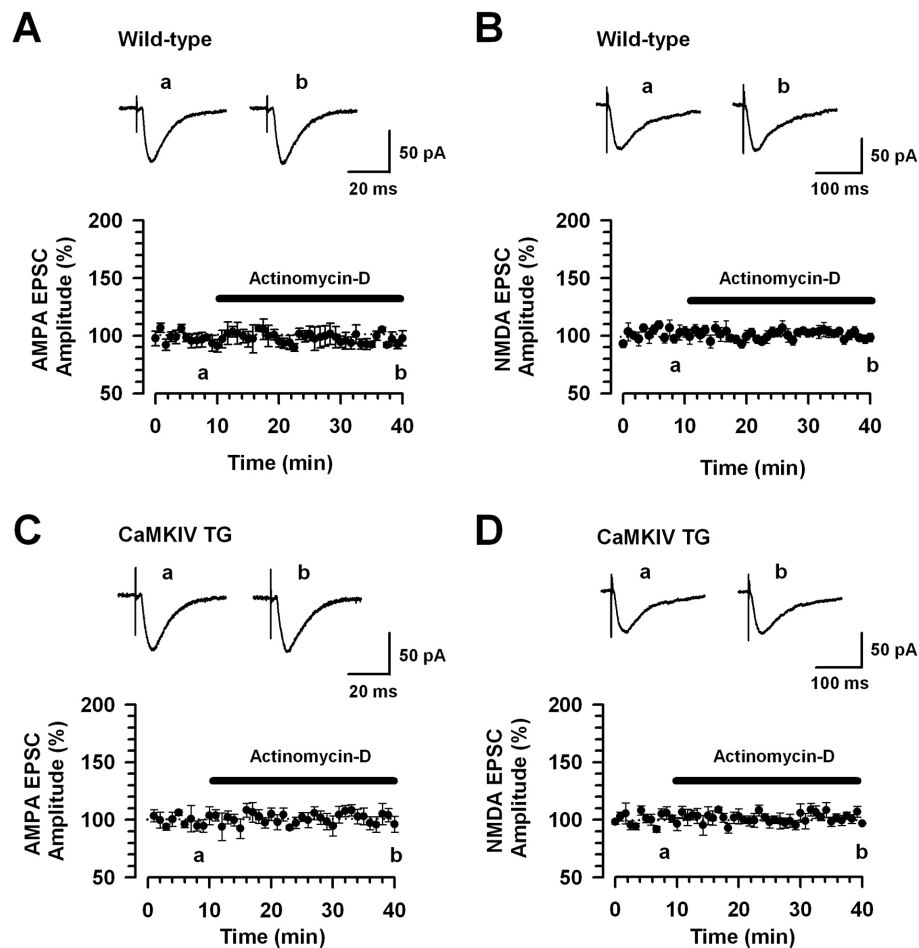 A
Wild-type
a
b
50 pA
20 ms
200
150
100
50
AMPA EPSC
Amplitude (%)
Actinomycin-D
a
b
0
10
20
30
40
Time (min)
B
Wild-type
a
b
50 pA
100 ms
200
150
100
50
NMDA EPSC
Amplitude (%)
Actinomycin-D
a
b
0
10
20
30
40
Time (min)
C
CaMKIV TG
a
b
50 pA
20 ms
200
150
100
50
AMPA EPSC
Amplitude (%)
Actinomycin-D
a
b
0
10
20
30
40
Time (min)
D
CaMKIV TG
a
b
50 pA
100 ms
200
150
100
50
NMDA EPSC
Amplitude (%)
Actinomycin-D
a
b
0
10
20
30
40
Time (min)